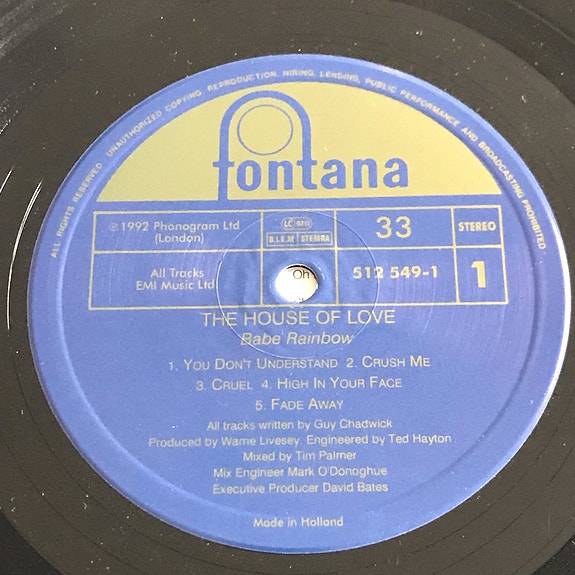 ALL RIGHTS RESERVED. UNAUTHORIZED COPYING, REPRODUCTION, HIRING, LENDING, PUBLIC PERFORMANCE AND BROADCASTING PROHIBITED
fontana
℗1992 Phonogram Ltd
(London)
LC 0211
B.I.E.M STEMRA
33
STEREO
All Tracks
EMI Music Ltd
Oh
512 549-1
1
THE HOUSE OF LOVE
Babe Rainbow
1. YOU DON'T UNDERSTAND 2. CRUSH ME
3. CRUEL 4. HIGH IN YOUR FACE
5. FADE AWAY
All tracks written by Guy Chadwick
Produced by Warne Livesey. Engineered by Ted Hayton
Mixed by Tim Palmer
Mix Engineer Mark O'Donoghue
Executive Producer David Bates
Made in Holland